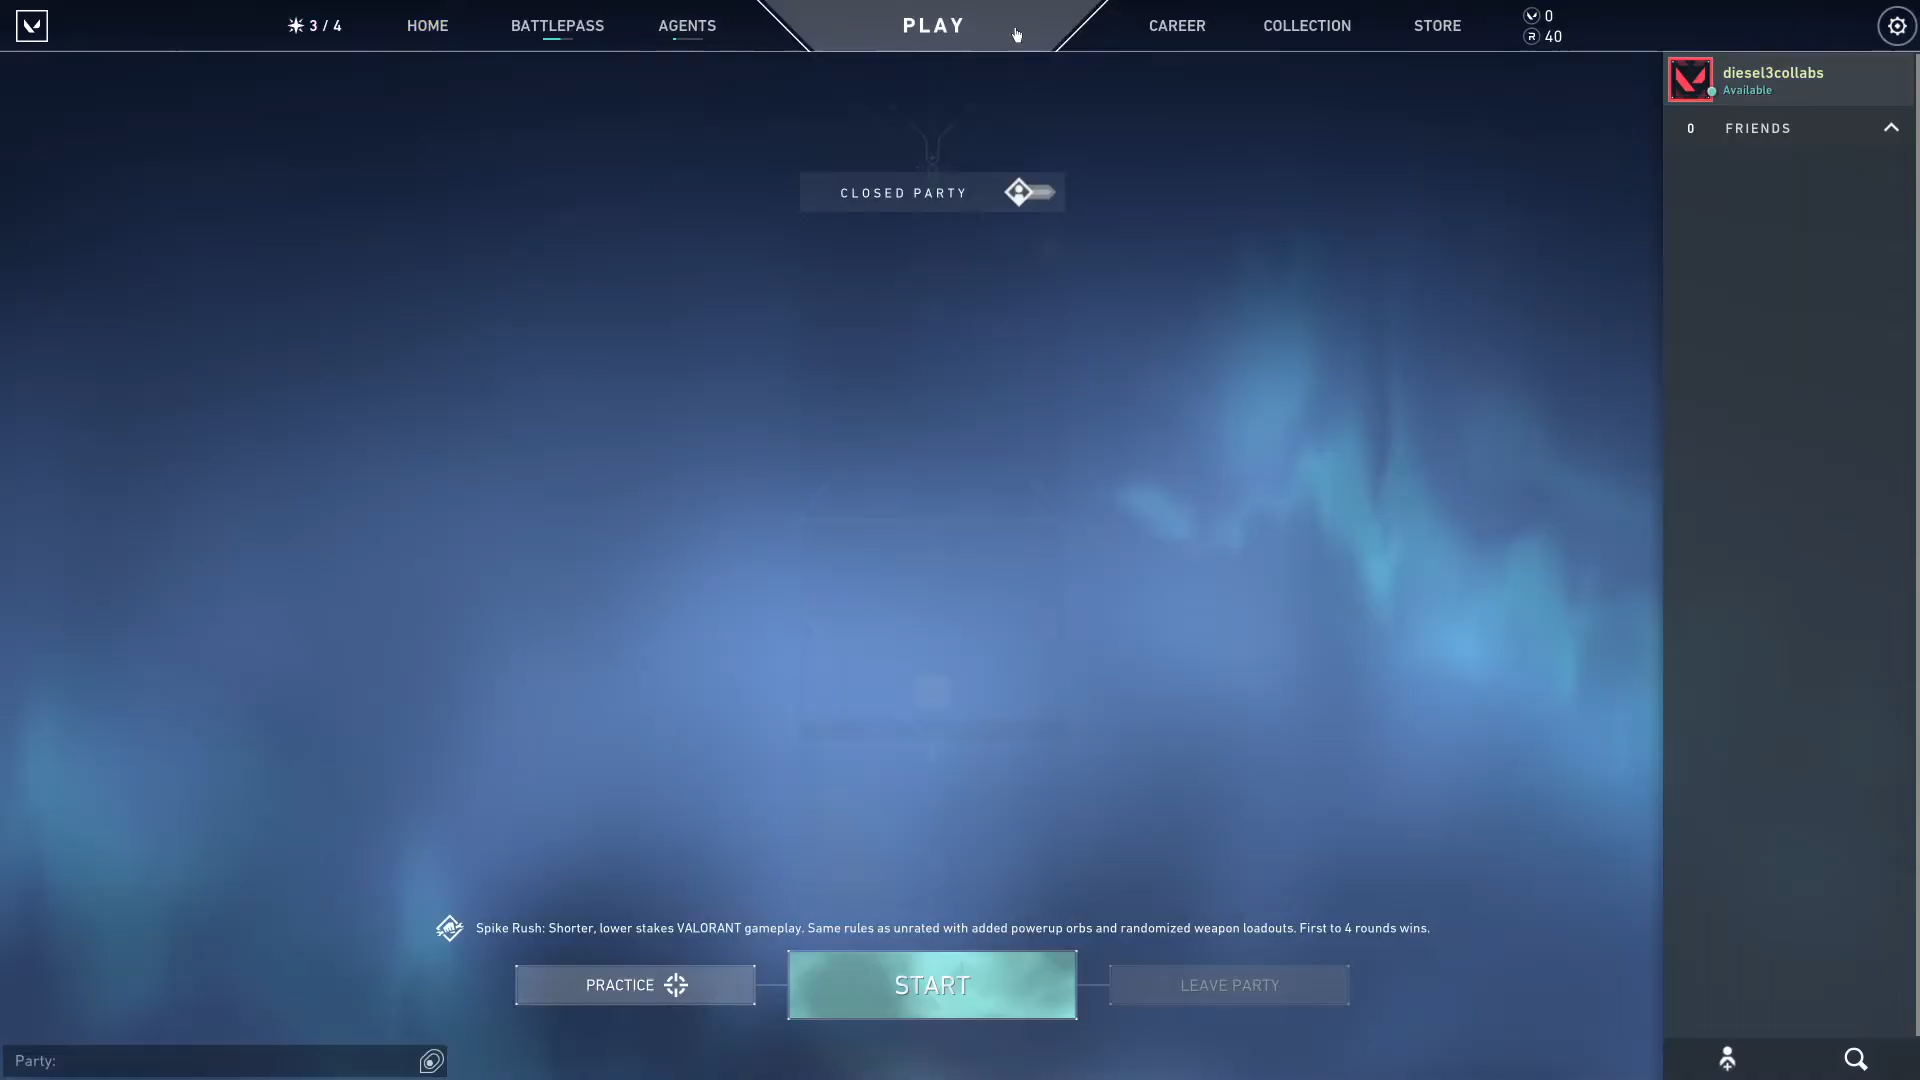 3 / 4
HOME
BATTLEPASS
AGENTS
PLAY
CAREER
COLLECTION
STORE
0
R 40
diesel3collabs
Available
0 FRIENDS
CLOSED PARTY
Spike Rush: Shorter, lower stakes VALORANT gameplay. Same rules as unrated with added powerup orbs and randomized weapon loadouts. First to 4 rounds wins.
PRACTICE
START
LEAVE PARTY
Party: